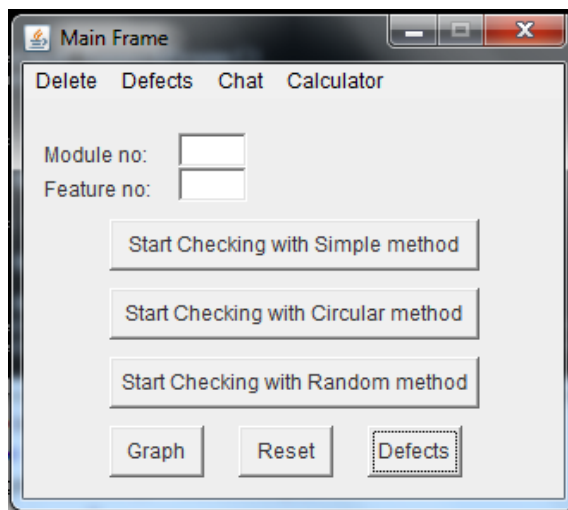 Main Frame
Delete Defects Chat Calculator
Module no:
Feature no:
Start Checking with Simple method
Start Checking with Circular method
Start Checking with Random method
Graph Reset Defects